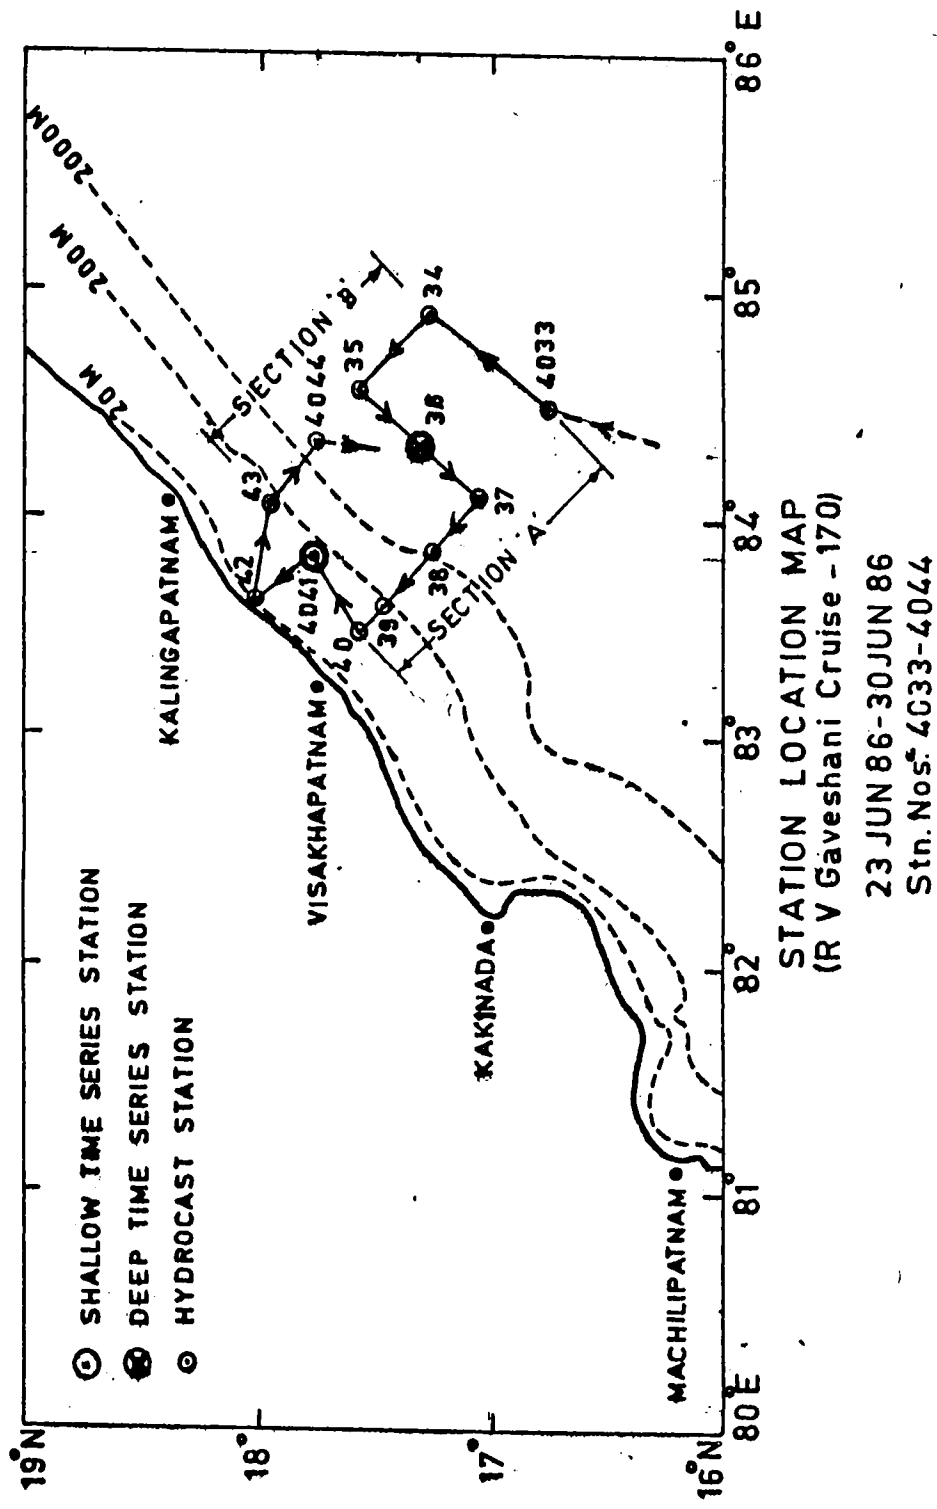 19°N
18°
17°
16°N
80°E
81°
82°
83°
84°
85°
86°E
SHALLOW TIME SERIES STATION
DEEP TIME SERIES STATION
HYDROCAST STATION
20M
200M
2000M
KALINGAPATNAM
VISAKHAPATNAM
KAKINADA
MACHILIPATNAM
SECTION 'B'
42
43
4044
35
34
4041
36
40
39
38
37
4033
SECTION 'A'
STATION LOCATION MAP
(R V Gaveshani Cruise - 170)
23 JUN 86-30JUN 86
Stn. Nos. 4033-4044